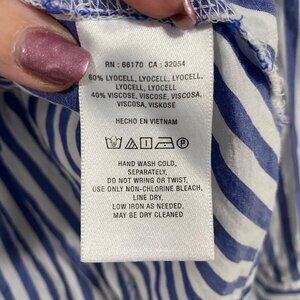 RN : 66170 CA : 32054
60% LYOCELL, LYOCELL, LYOCELL,
LYOCELL, LYOCELL
40% VISCOSE, VISCOSE, VISCOSE,
VISCOSA, VISKOSE
HECHO EN VIETNAM
HAND WASH COLD,
SEPARATELY,
DO NOT WRING OR TWIST,
USE ONLY NON-CHLORINE BLEACH,
LINE DRY,
LOW IRON AS NEEDED,
MAY BE DRY CLEANED